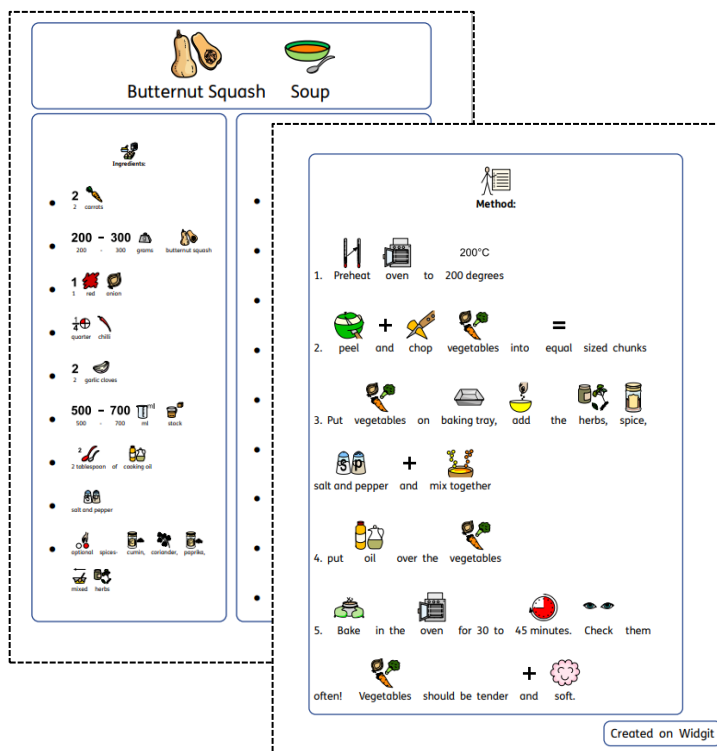 Butternut Squash Soup
Ingredients:
2
2 carrots
200 - 300
200 - 300 grams butternut squash
1
1 red onion
1/4
quarter chilli
2
2 garlic cloves
500 - 700 ml
500 - 700 ml stock
2
2 tablespoon of cooking oil
S P
salt and pepper
optional spices- cumin, coriander, paprika,
mixed herbs
Method:
200°C
1. Preheat oven to 200 degrees
+ =
2. peel and chop vegetables into equal sized chunks
3. Put vegetables on baking tray, add the herbs, spice,
S P +
salt and pepper and mix together
4. put oil over the vegetables
5. Bake in the oven for 30 to 45 minutes. Check them
+
often! Vegetables should be tender and soft.
Created on Widgit